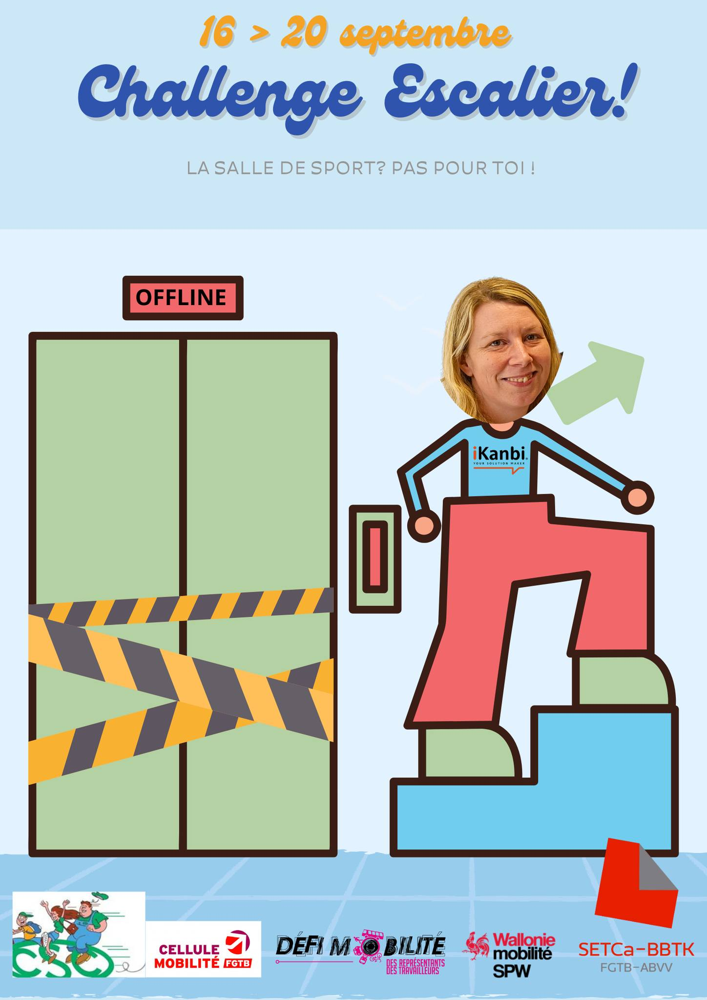 16 > 20 septembre
Challenge Escalier!
LA SALLE DE SPORT? PAS POUR TOI !
OFFLINE
iKanbi
YOUR SOLUTION MAKER
CSC
CELLULE
MOBILITÉ FGTB
DÉFI MOBILITÉ
DES REPRÉSENTANTS
DES TRAVAILLEURS
Wallonie
mobilité
SPW
SETCa-BBTK
FGTB-ABVV